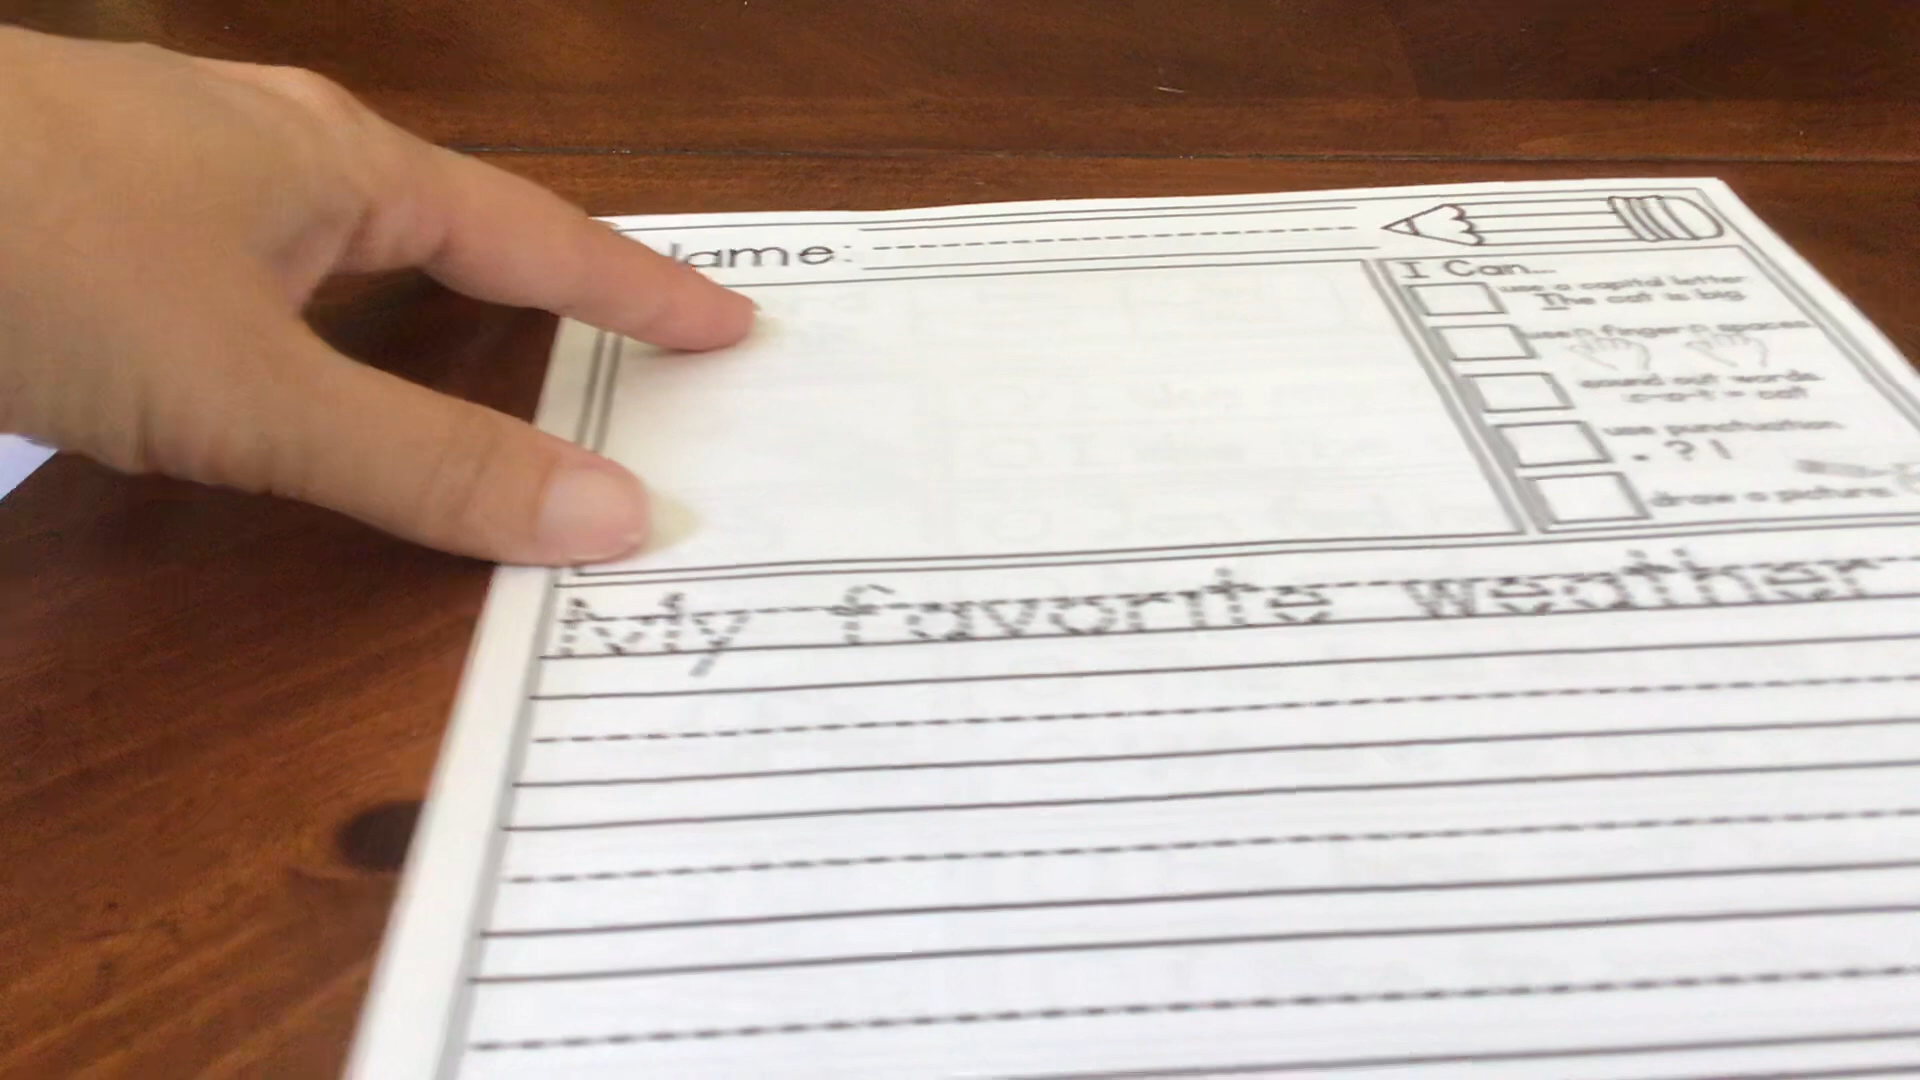 Name:
I Can...
use a capital letter
The cat is big
use finger spaces
sound out words
c-a-t = cat
use punctuation
. ? !
draw a picture
My favorite weather